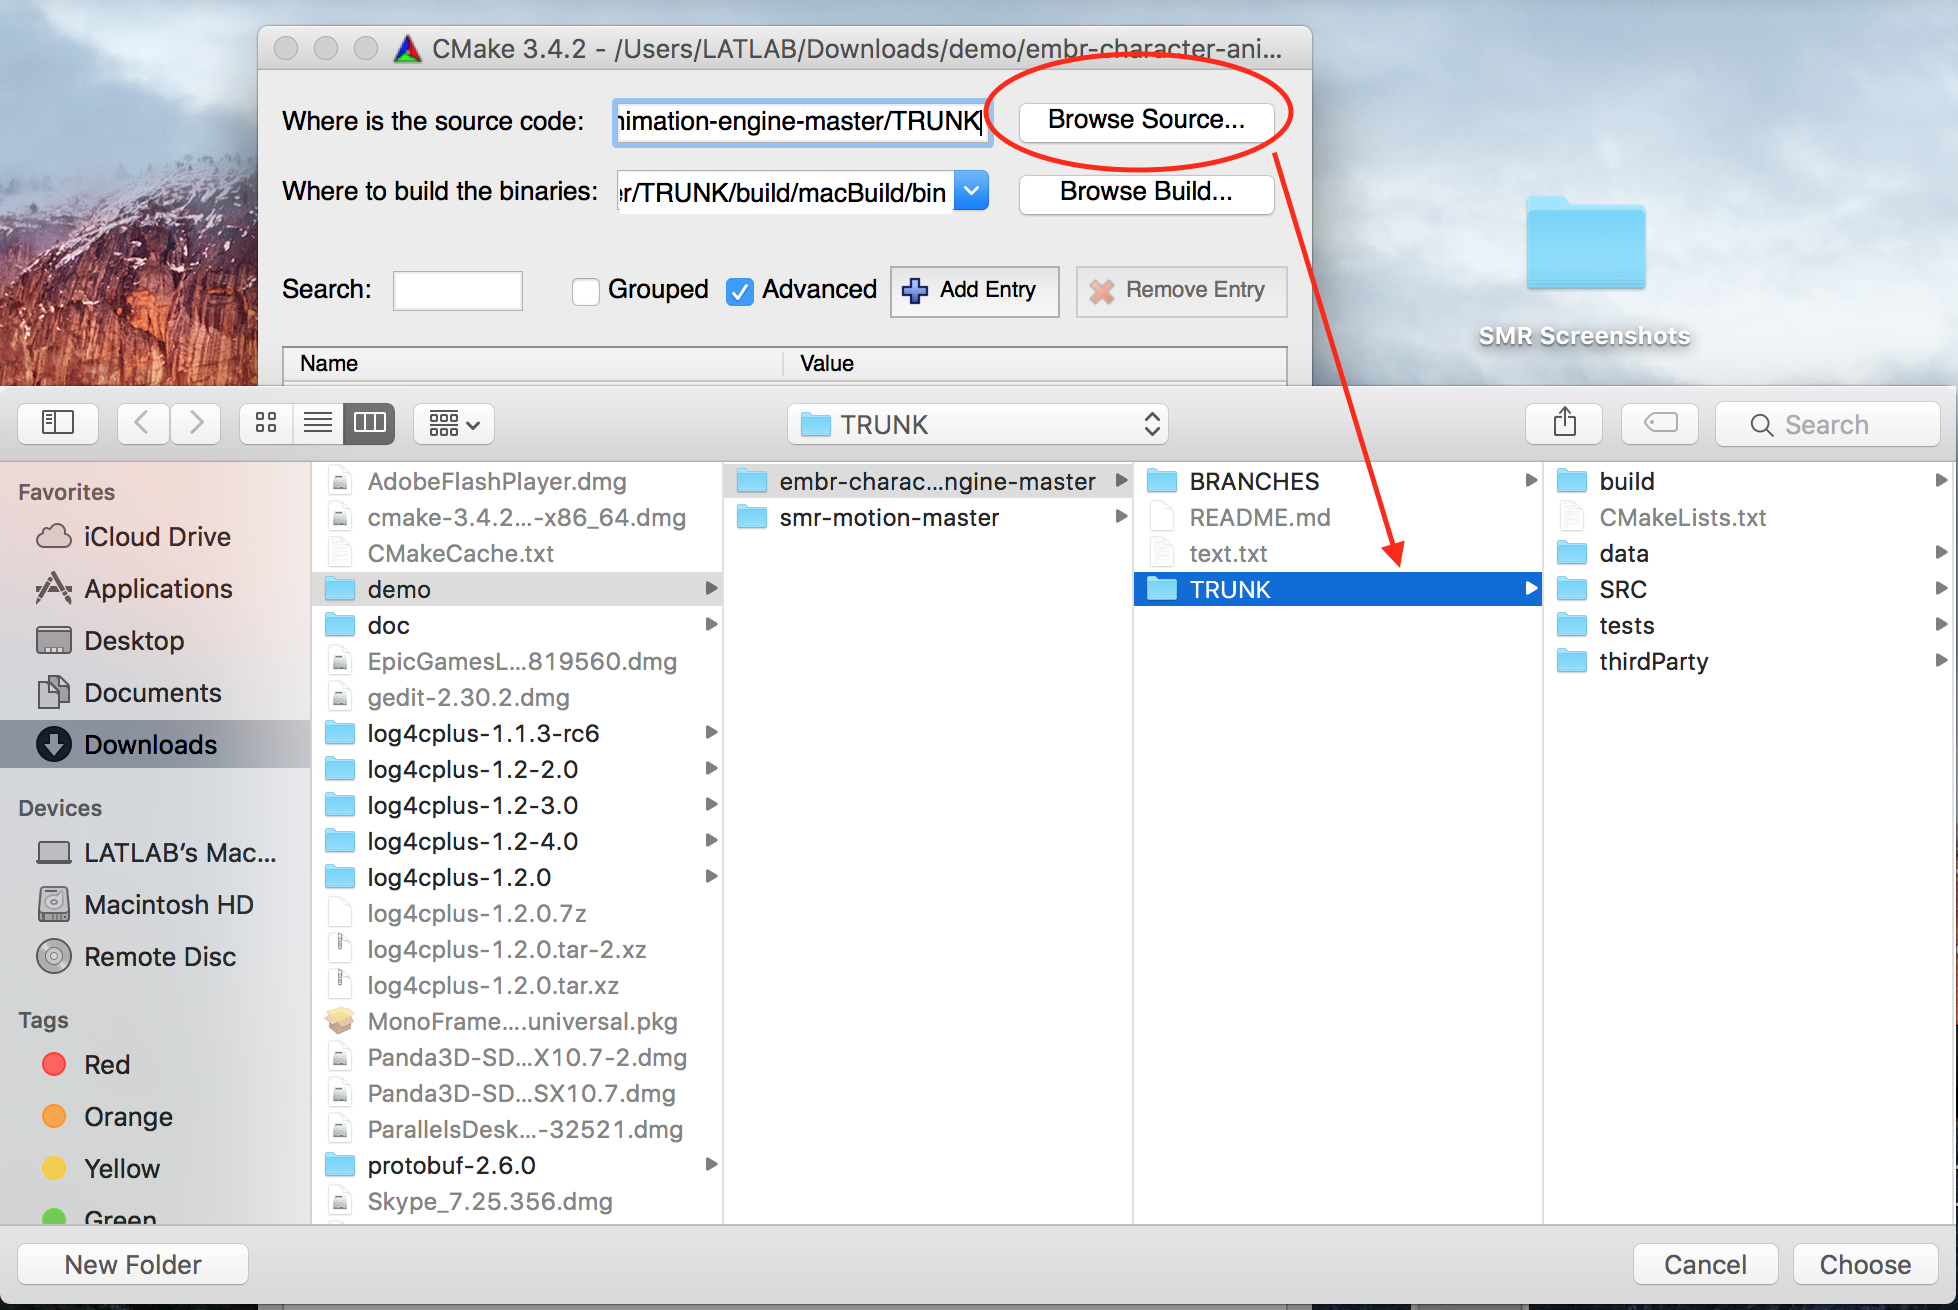 CMake 3.4.2 - /Users/LATLAB/Downloads/demo/embr-character-ani...
Where is the source code:
nimation-engine-master/TRUNK
Browse Source...
Where to build the binaries:
er/TRUNK/build/macBuild/bin
Browse Build...
Search:
Grouped
Advanced
Add Entry
Remove Entry
Name
Value
SMR Screenshots
TRUNK
Search
Favorites
iCloud Drive
Applications
Desktop
Documents
Downloads
Devices
LATLAB’s Mac...
Macintosh HD
Remote Disc
Tags
Red
Orange
Yellow
Green
AdobeFlashPlayer.dmg
cmake-3.4.2...-x86_64.dmg
CMakeCache.txt
demo
doc
EpicGamesL...819560.dmg
gedit-2.30.2.dmg
log4cplus-1.1.3-rc6
log4cplus-1.2-2.0
log4cplus-1.2-3.0
log4cplus-1.2-4.0
log4cplus-1.2.0
log4cplus-1.2.0.7z
log4cplus-1.2.0.tar-2.xz
log4cplus-1.2.0.tar.xz
MonoFrame....universal.pkg
Panda3D-SD...X10.7-2.dmg
Panda3D-SD...SX10.7.dmg
ParallelsDesk...-32521.dmg
protobuf-2.6.0
Skype_7.25.356.dmg
embr-charac...ngine-master
smr-motion-master
BRANCHES
README.md
text.txt
TRUNK
build
CMakeLists.txt
data
SRC
tests
thirdParty
New Folder
Cancel
Choose